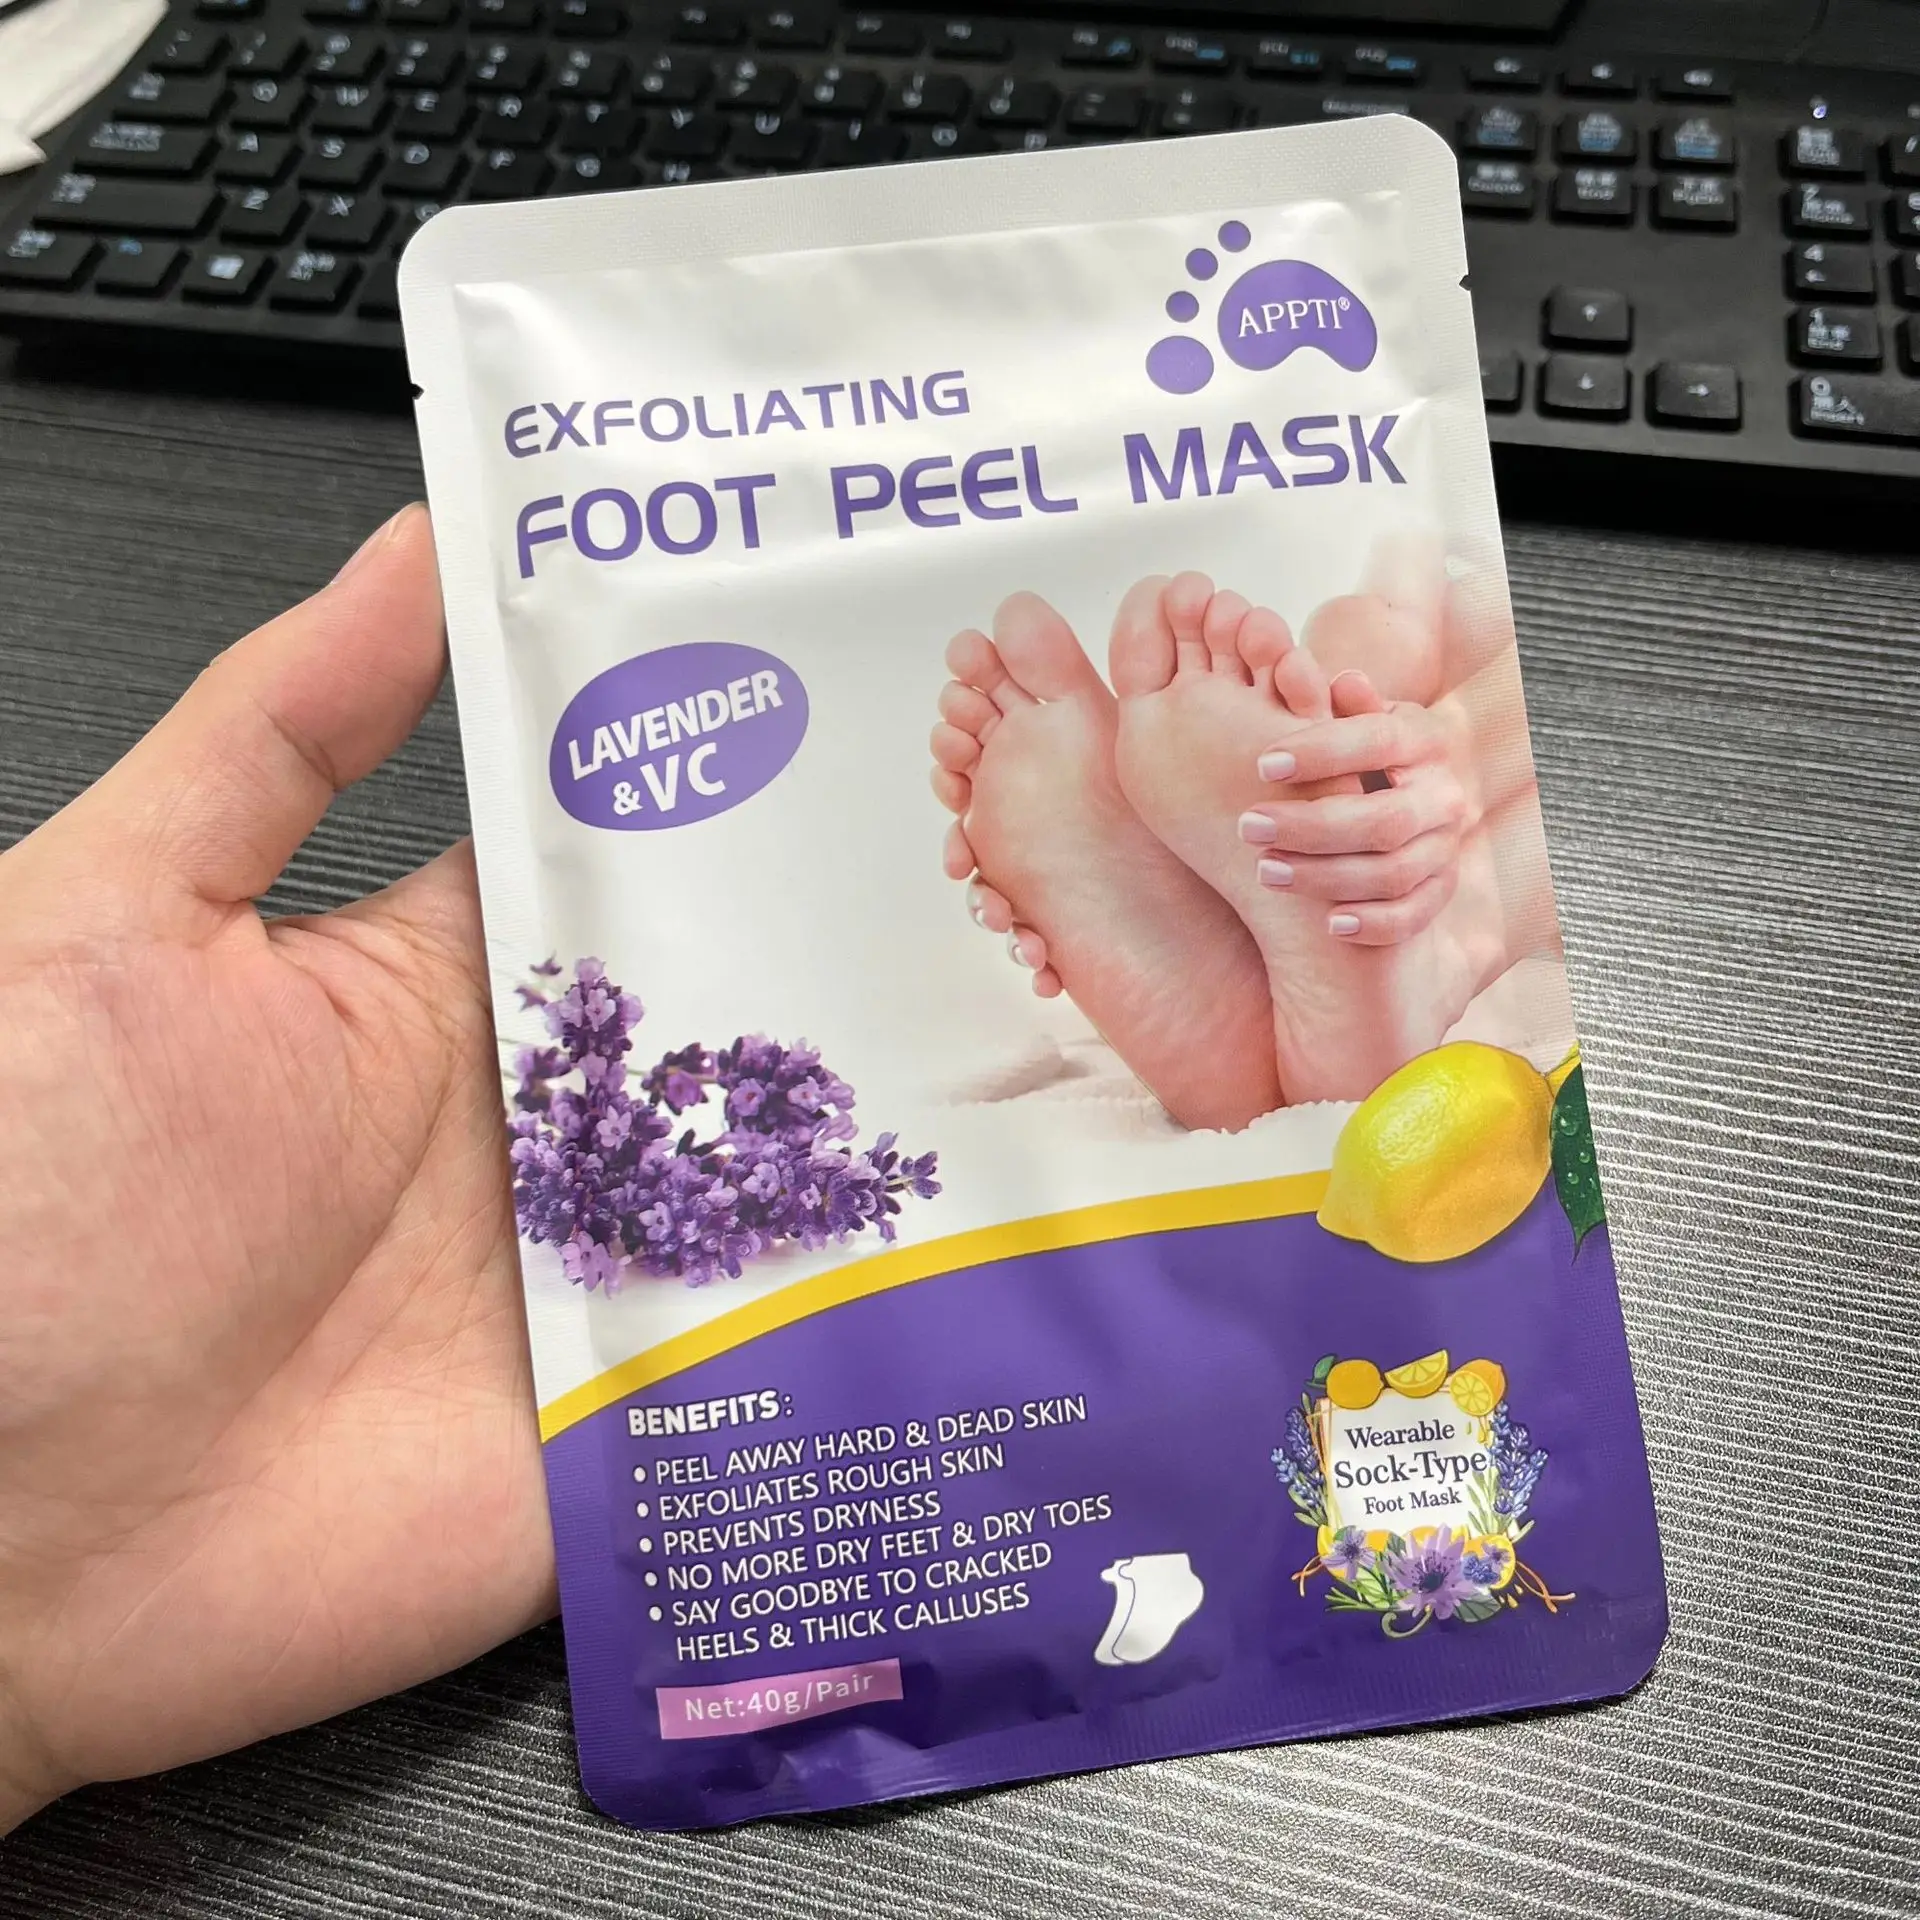 APPTI®
EXFOLIATING
FOOT PEEL MASK
LAVENDER
& VC
BENEFITS:
• PEEL AWAY HARD & DEAD SKIN
• EXFOLIATES ROUGH SKIN
• PREVENTS DRYNESS
• NO MORE DRY FEET & DRY TOES
• SAY GOODBYE TO CRACKED
HEELS & THICK CALLUSES
Net:40g/Pair
Wearable
Sock-Type
Foot Mask